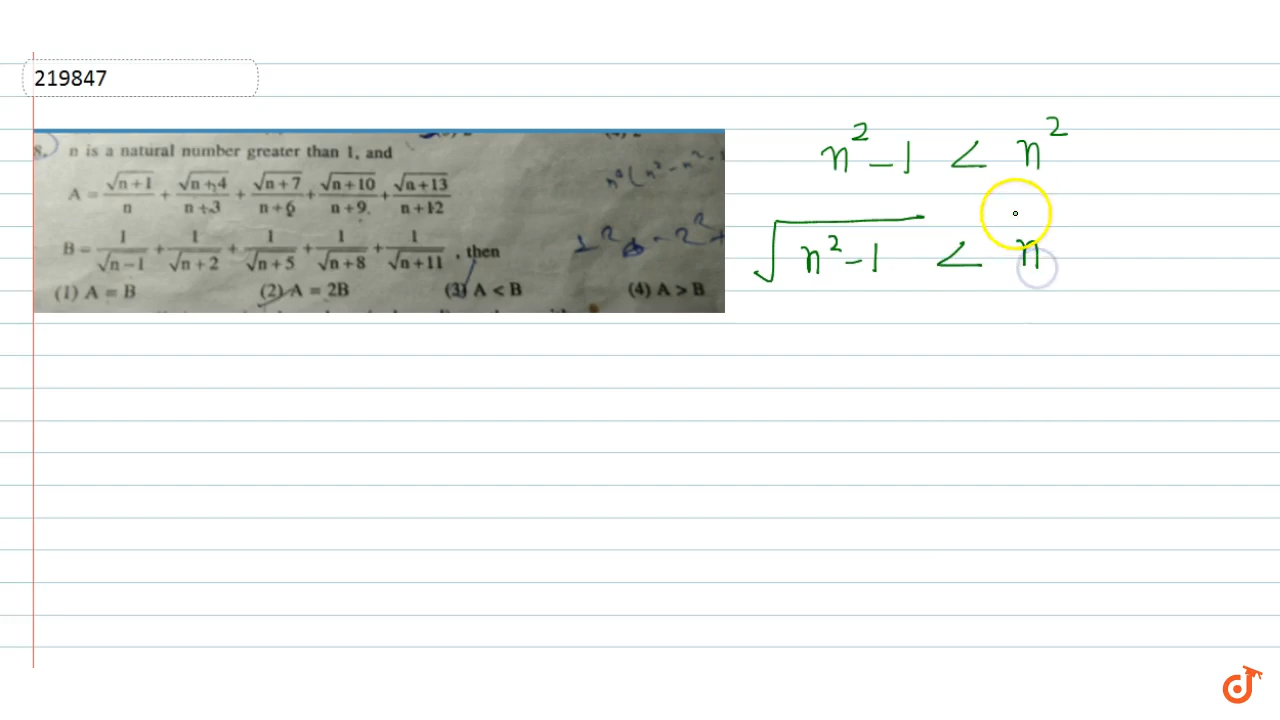 219847
8. n is a natural number greater than 1, and
A = √n+1/n + √n+4/n+3 + √n+7/n+6 + √n+10/n+9 + √n+13/n+12
B = 1/√n-1 + 1/√n+2 + 1/√n+5 + 1/√n+8 + 1/√n+11 , then
(1) A = B (2) A = 2B (3) A < B (4) A > B
n² - 1 < n²
√n² - 1 < n